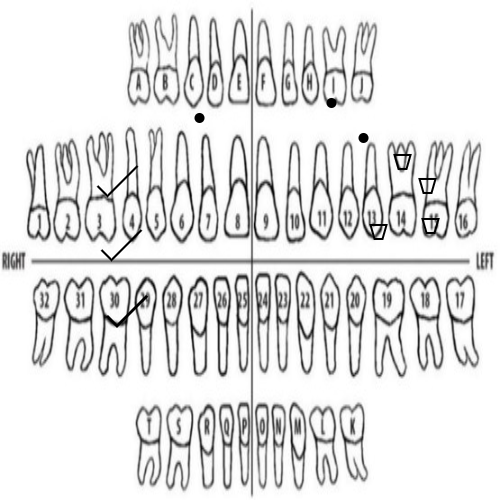 A B C D E F G H I J
1 2 3 4 5 6 7 8 9 10 11 12 13 14 16
RIGHT LEFT
32 31 30 29 28 27 26 25 24 23 22 21 20 19 18 17
T S R Q P O N M L K